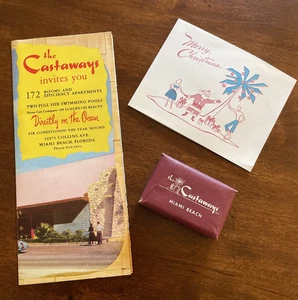 the
Castaways
invites you
172 ROOMS AND
EFFICIENCY APARTMENTS
TWO FULL SIZE SWIMMING POOLS
Directly on the Ocean
AIR CONDITIONED THE YEAR 'ROUND
16375 COLLINS AVE.
MIAMI BEACH, FLORIDA
Merry
Christmas
the
Castaways
MIAMI BEACH